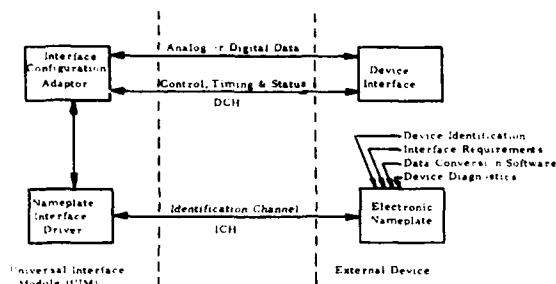 Interface
Configuration
Adaptor
Analog or Digital Data
Control, Timing & Status
DCH
Device
Interface
Device Identification
Interface Requirements
Data Conversion Software
Device Diagnostics
Nameplate
Interface
Driver
Identification Channel
ICH
Electronic
Nameplate
Universal Interface
Module
External Device